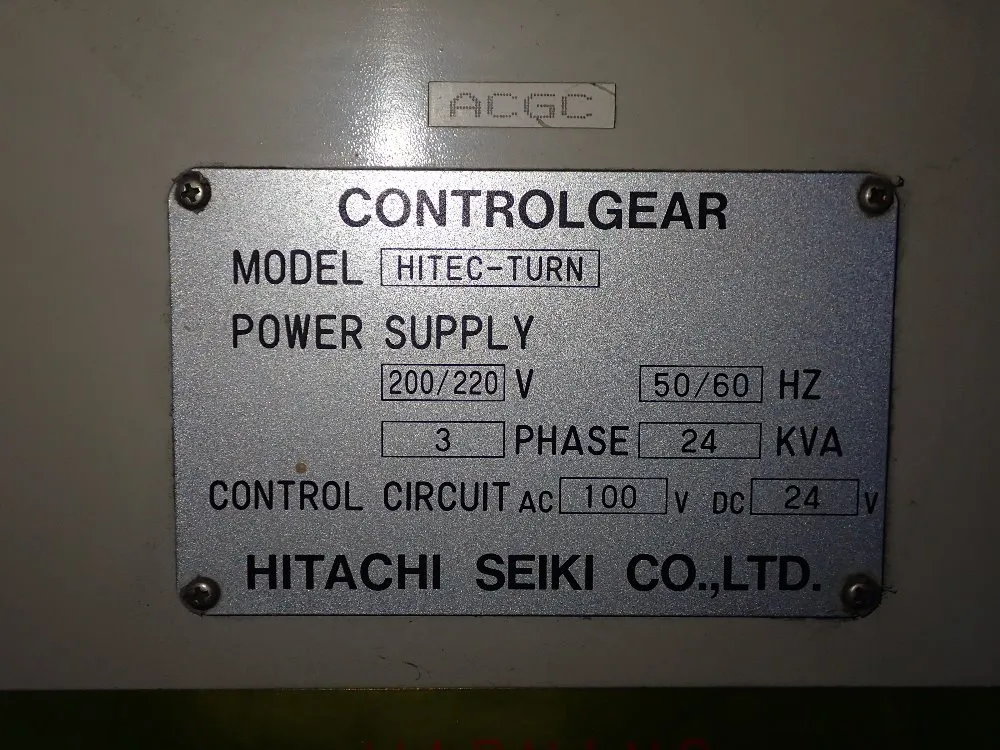 ACGC
CONTROLGEAR
MODEL HITEC-TURN
POWER SUPPLY
200/220 V 50/60 HZ
3 PHASE 24 KVA
CONTROL CIRCUIT AC 100 V DC 24 V
HITACHI SEIKI CO.,LTD.